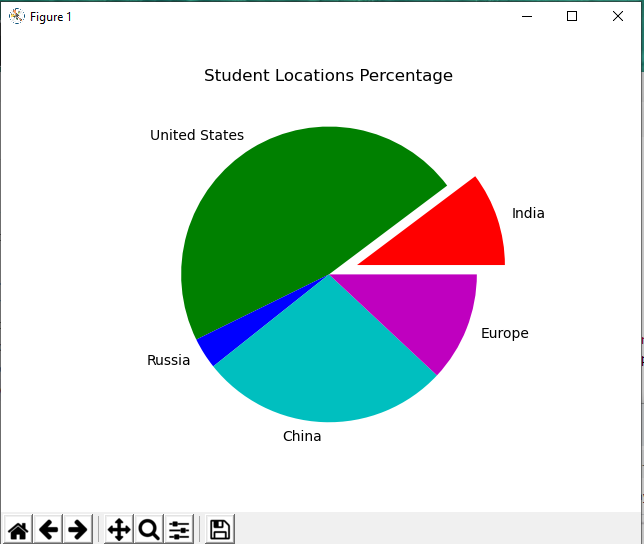 Figure 1
Student Locations Percentage
United States
India
Europe
Russia
China